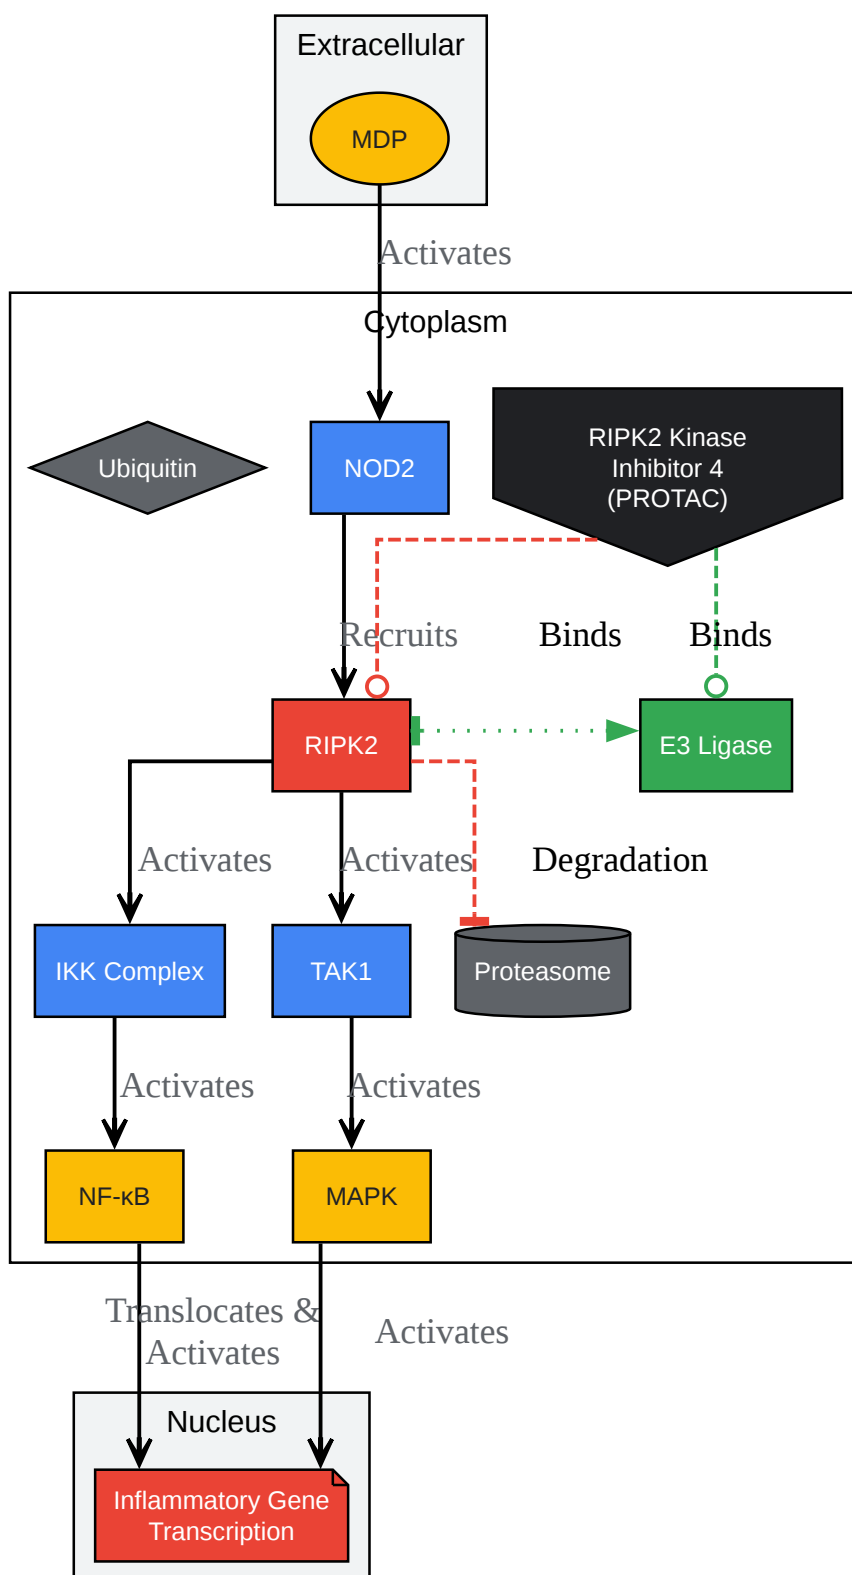 Extracellular
MDP
Activates
Cytoplasm
Ubiquitin
NOD2
RIPK2 Kinase
Inhibitor 4
(PROTAC)
Recruits
Binds
Binds
RIPK2
E3 Ligase
Activates
Activates
Degradation
IKK Complex
TAK1
Proteasome
Activates
Activates
NF-κB
MAPK
Translocates &
Activates
Activates
Nucleus
Inflammatory Gene
Transcription